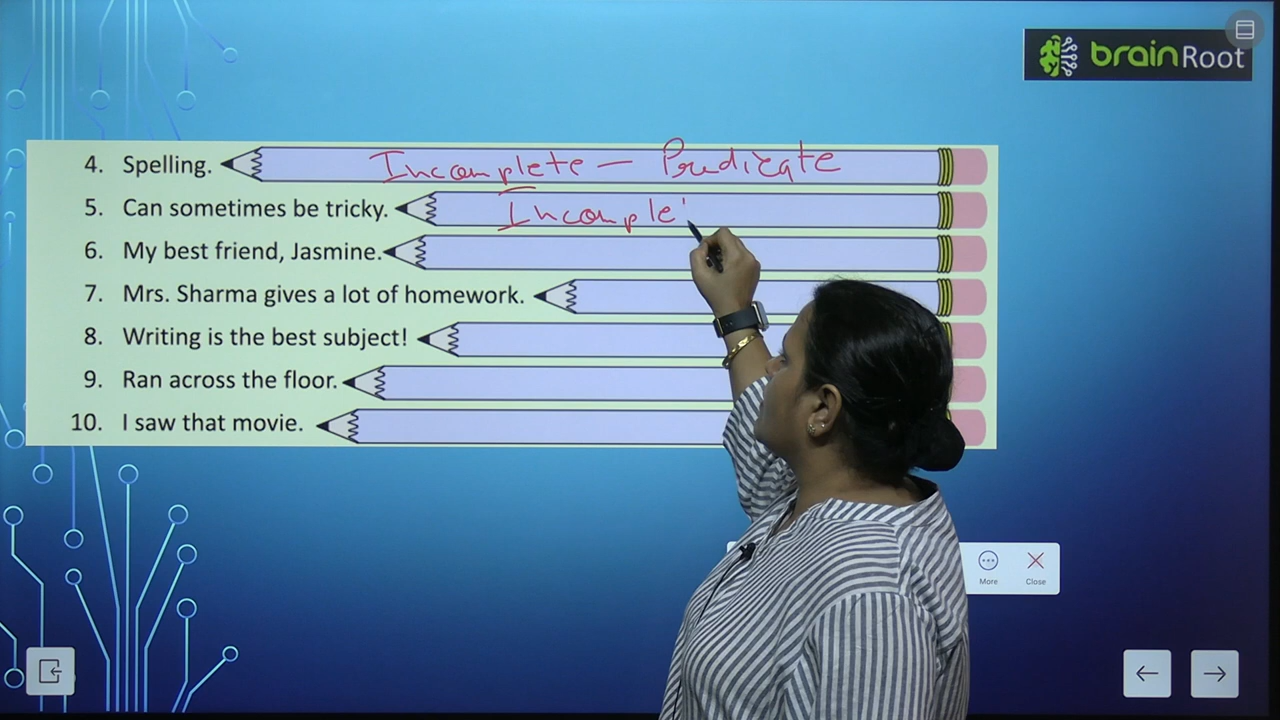 brainRoot
4. Spelling. Incomplete – Predicate
5. Can sometimes be tricky. Incomple
6. My best friend, Jasmine.
7. Mrs. Sharma gives a lot of homework.
8. Writing is the best subject!
9. Ran across the floor.
10. I saw that movie.
More Close